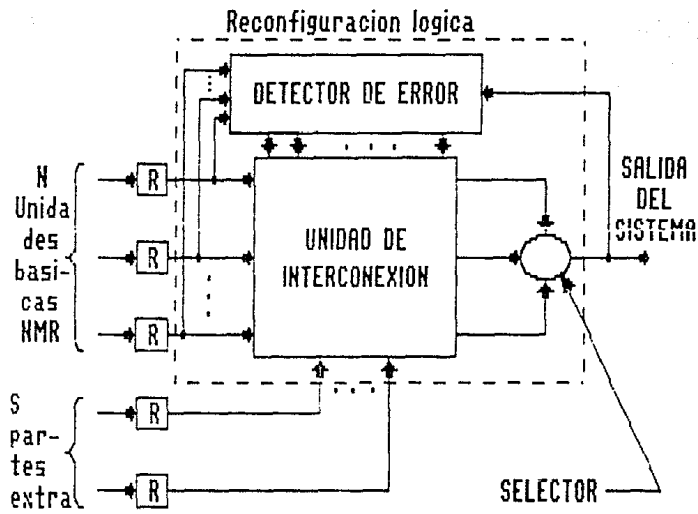 Reconfiguracion logica
DETECTOR DE ERROR
N
Unida
des
basi-
cas
NMR
R
R
R
UNIDAD DE
INTERCONEXION
SALIDA
DEL
SISTEMA
S
par-
tes
extra
R
R
SELECTOR